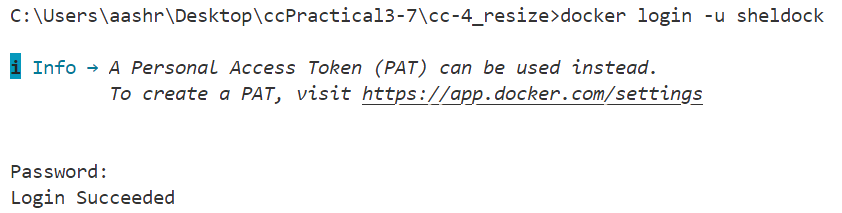 C:\Users\aashr\Desktop\ccPractical3-7\cc-4_resize>docker login -u sheldock
i Info → A Personal Access Token (PAT) can be used instead.
To create a PAT, visit https://app.docker.com/settings
Password:
Login Succeeded